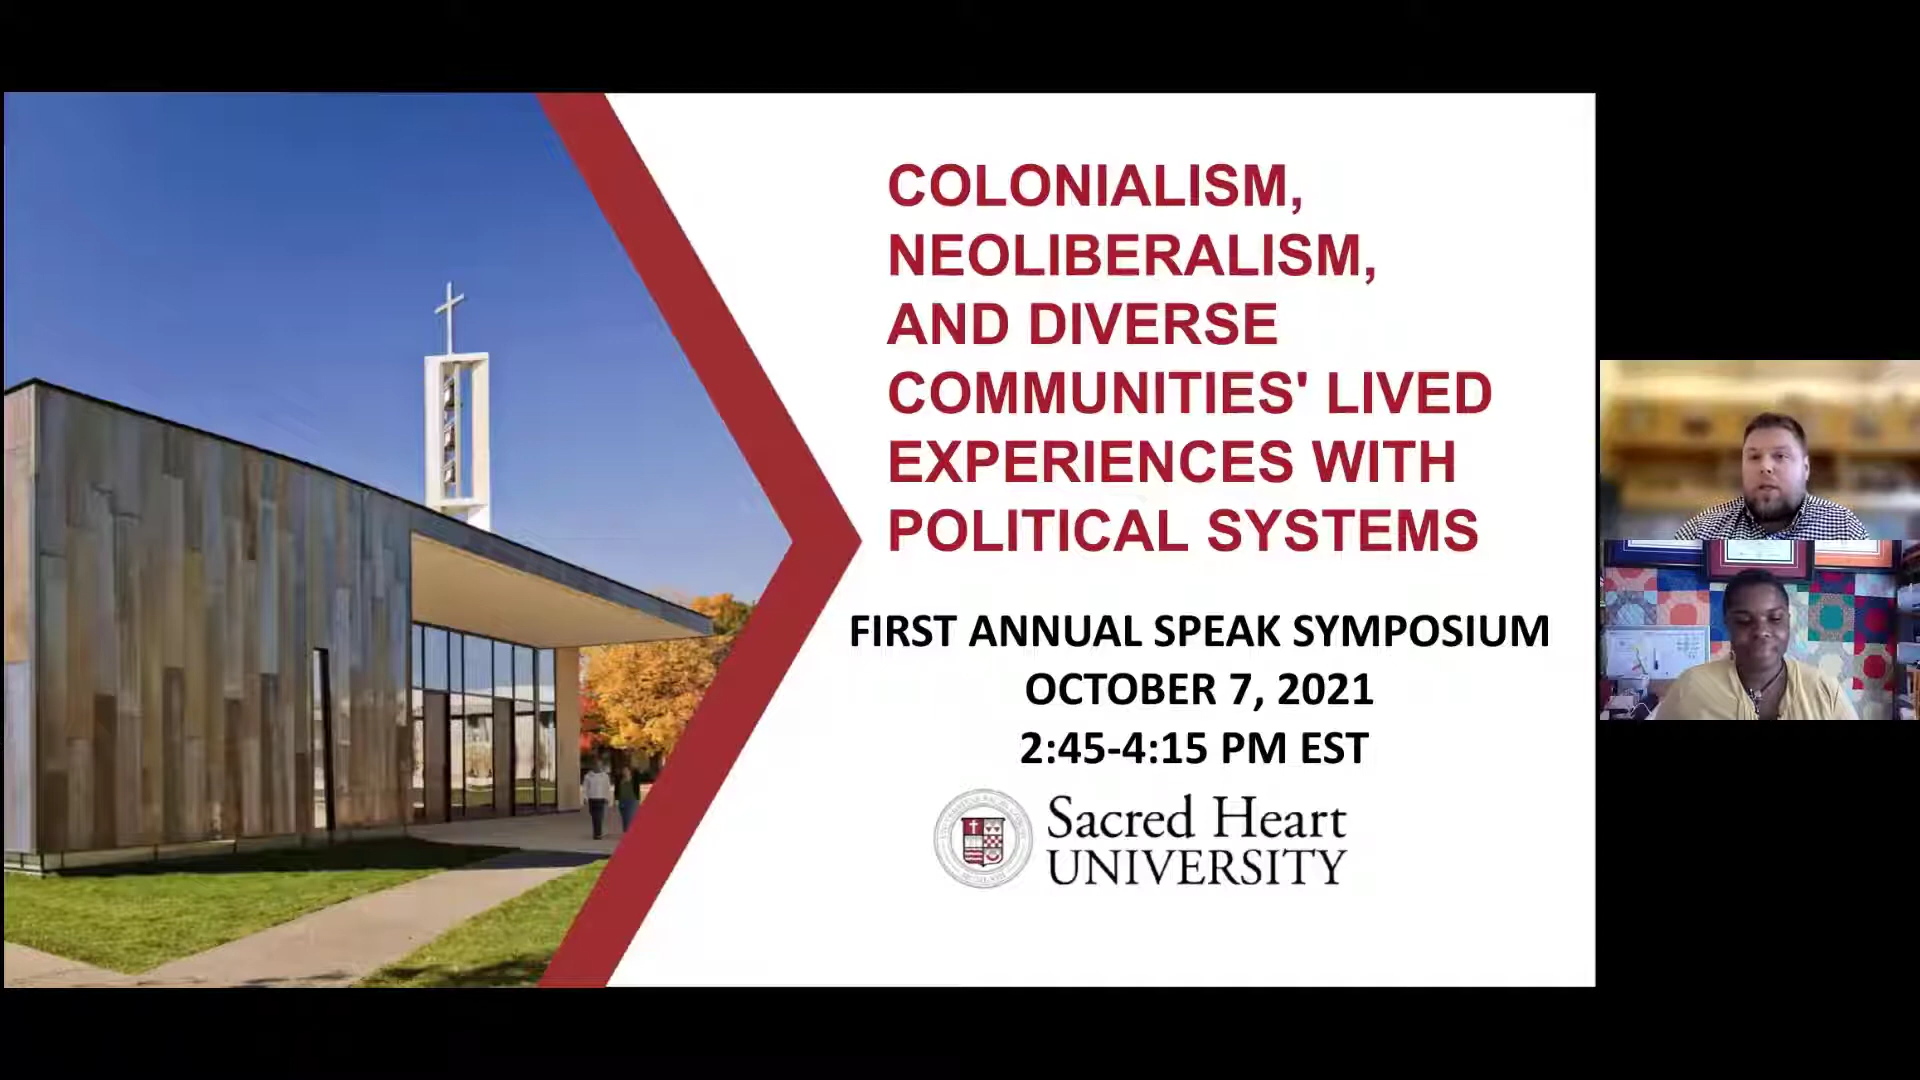 COLONIALISM,
NEOLIBERALISM,
AND DIVERSE
COMMUNITIES' LIVED
EXPERIENCES WITH
POLITICAL SYSTEMS
FIRST ANNUAL SPEAK SYMPOSIUM
OCTOBER 7, 2021
2:45-4:15 PM EST
Sacred Heart
UNIVERSITY